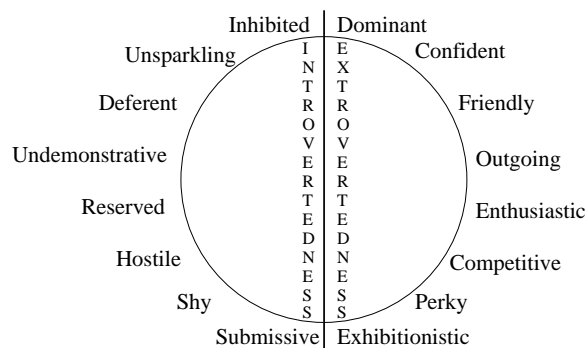 Inhibited
Dominant
Unsparkling
Confident
Deferent
Friendly
Undemonstrative
Outgoing
Reserved
Enthusiastic
Hostile
Competitive
Shy
Perky
Submissive
Exhibitionistic
INTROVERTEDNESS
EXTROVERTEDNESS